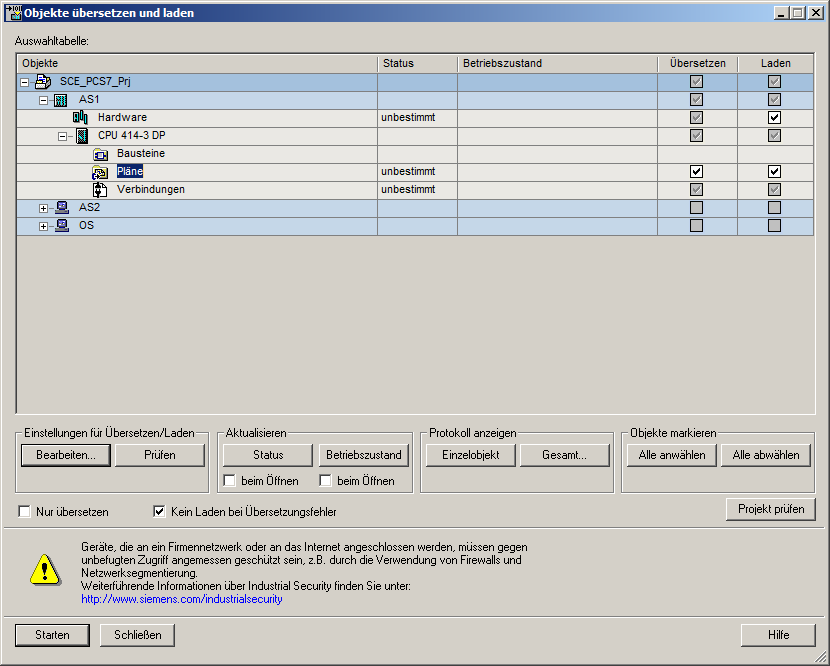 Objekte übersetzen und laden
Auswahltabelle:
Objekte Status Betriebszustand Übersetzen Laden
SCE_PCS7_Prj
AS1
Hardware unbestimmt
CPU 414-3 DP
Bausteine
Pläne unbestimmt
Verbindungen unbestimmt
AS2
OS
Einstellungen für Übersetzen/Laden Aktualisieren Protokoll anzeigen Objekte markieren
Bearbeiten... Prüfen Status Betriebszustand Einzelobjekt Gesamt... Alle anwählen Alle abwählen
beim Öffnen beim Öffnen
Nur übersetzen Kein Laden bei Übersetzungsfehler Projekt prüfen
Geräte, die an ein Firmennetzwerk oder an das Internet angeschlossen werden, müssen gegen
unbefugten Zugriff angemessen geschützt sein, z.B. durch die Verwendung von Firewalls und
Netzwerksegmentierung.
Weiterführende Informationen über Industrial Security finden Sie unter:
http://www.siemens.com/industrialsecurity
Starten Schließen Hilfe